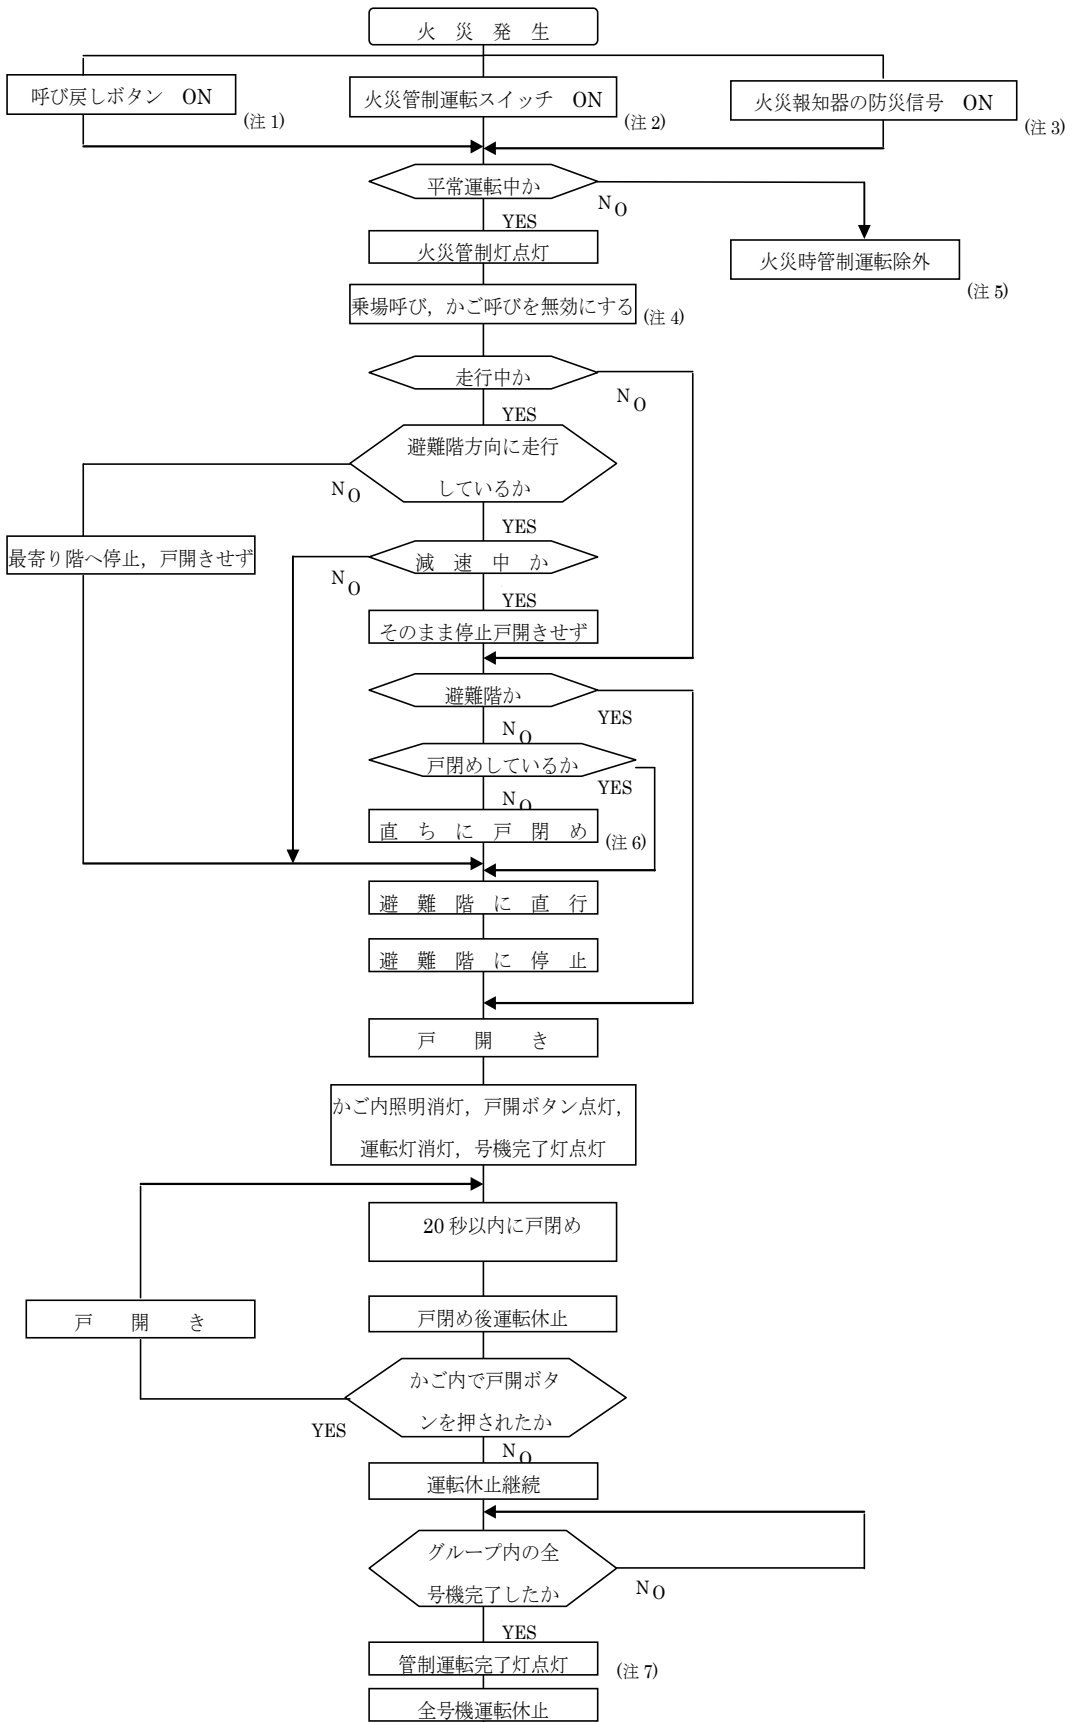 火 災 発 生
呼び戻しボタン ON
(注 1)
火災管制運転スイッチ ON
(注 2)
火災報知器の防災信号 ON
(注 3)
平常運転中か
NO
YES
火災管制灯点灯
火災時管制運転除外
(注 5)
乗場呼び，かご呼びを無効にする
(注 4)
走行中か
NO
YES
避難階方向に走行
しているか
NO
YES
最寄り階へ停止，戸開きせず
減 速 中 か
NO
YES
そのまま停止戸開きせず
避難階か
YES
NO
戸閉めしているか
YES
NO
直 ち に 戸 閉 め
(注 6)
避 難 階 に 直 行
避 難 階 に 停 止
戸 開 き
かご内照明消灯，戸開ボタン点灯，
運転灯消灯，号機完了灯点灯
20 秒以内に戸閉め
戸 開 き
戸閉め後運転休止
かご内で戸開ボタ
ンを押されたか
YES
NO
運転休止継続
グループ内の全
号機完了したか
NO
YES
管制運転完了灯点灯
(注 7)
全号機運転休止